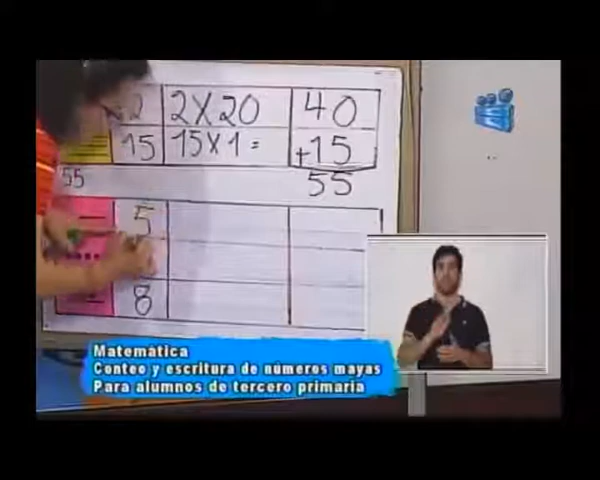 2 2X20 40
15 15X1= +15
55 55
5
8
Matemática
Conteo y escritura de números mayas
Para alumnos de tercero primaria